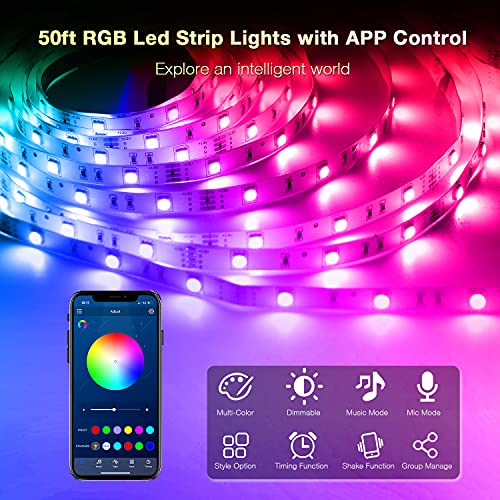 50ft RGB Led Strip Lights with APP Control
Explore an intelligent world
Adjust
Multi-Color
Dimmable
Music Mode
Mic Mode
Style Option
Timing Function
Shake Function
Group Manage